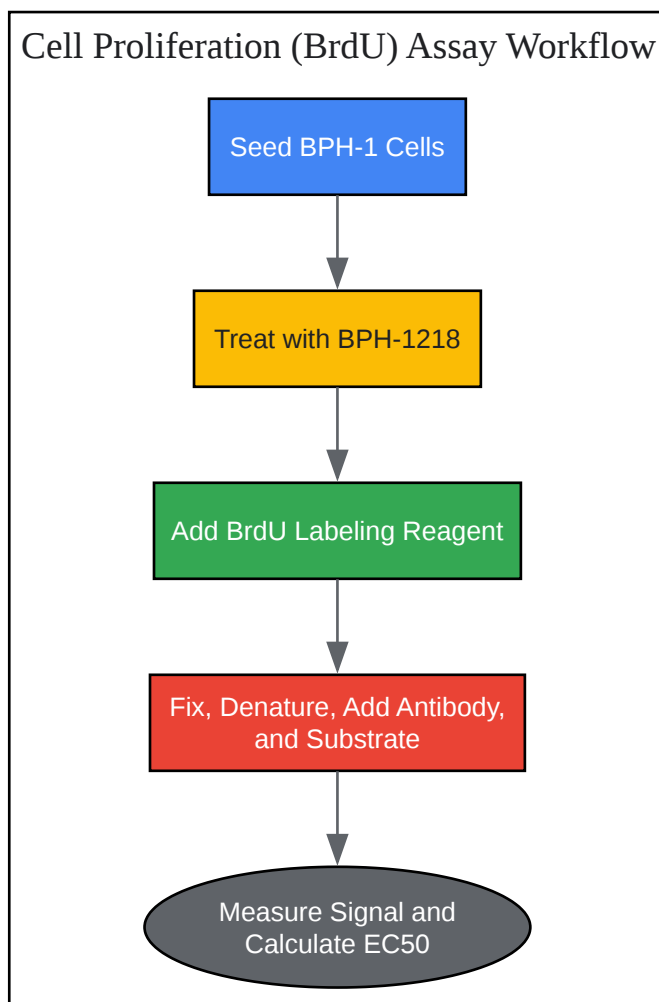 Cell Proliferation (BrdU) Assay Workflow
Seed BPH-1 Cells
Treat with BPH-1218
Add BrdU Labeling Reagent
Fix, Denature, Add Antibody,
and Substrate
Measure Signal and
Calculate EC50